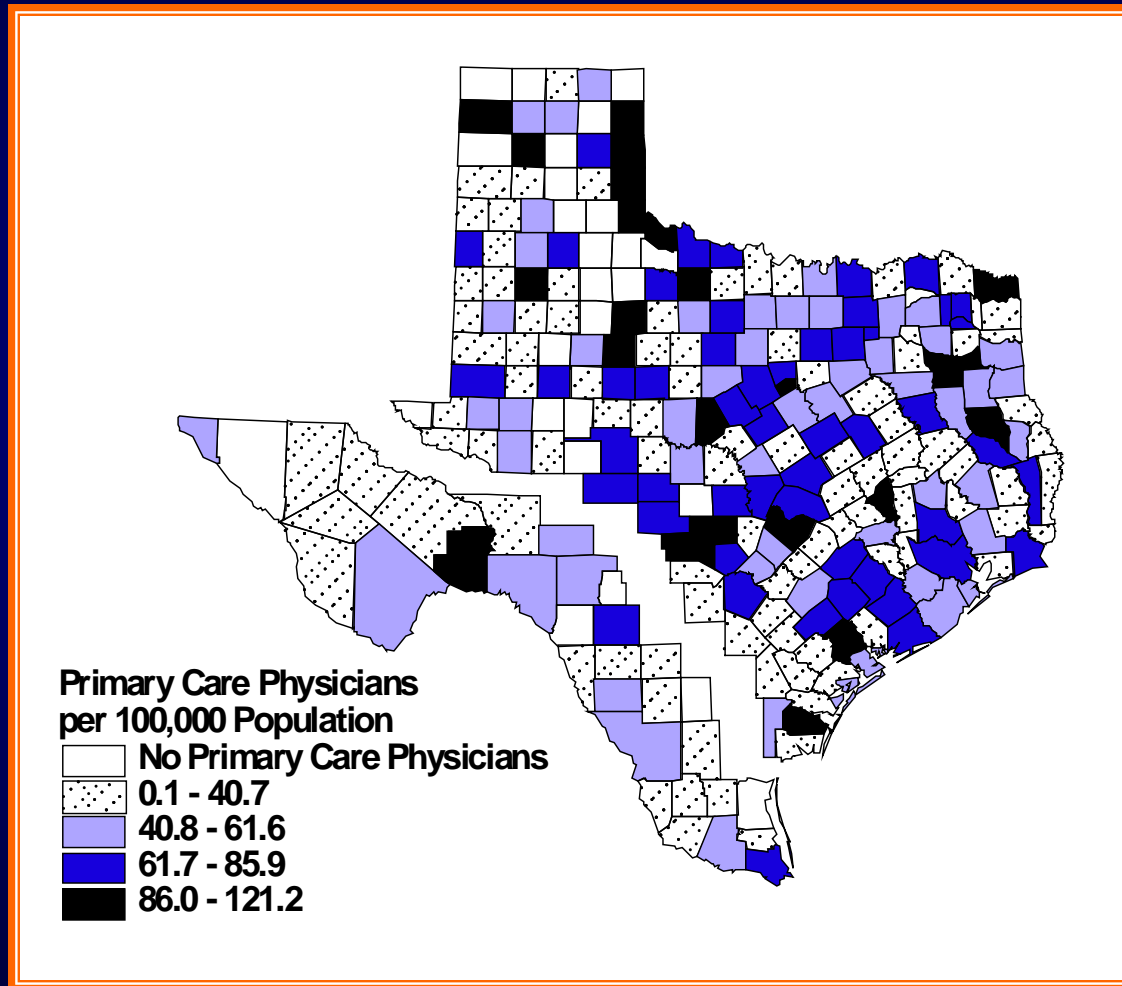 Primary Care Physicians
per 100,000 Population
No Primary Care Physicians
0.1 - 40.7
40.8 - 61.6
61.7 - 85.9
86.0 - 121.2